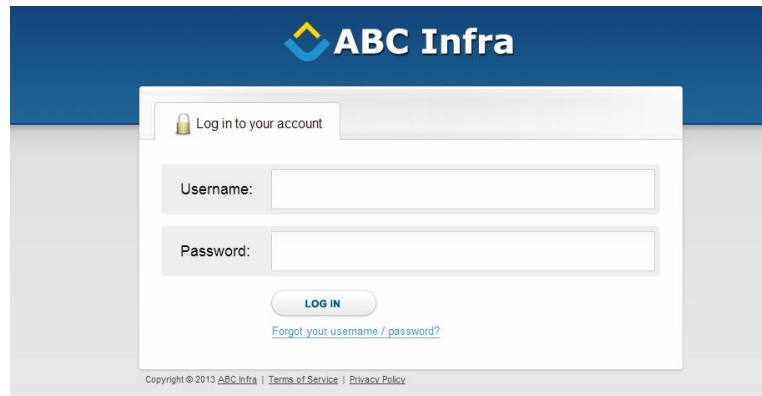 ABC Infra
Log in to your account
Username:
Password:
LOG IN
Forgot your username / password?
Copyright © 2013 ABC Infra | Terms of Service | Privacy Policy